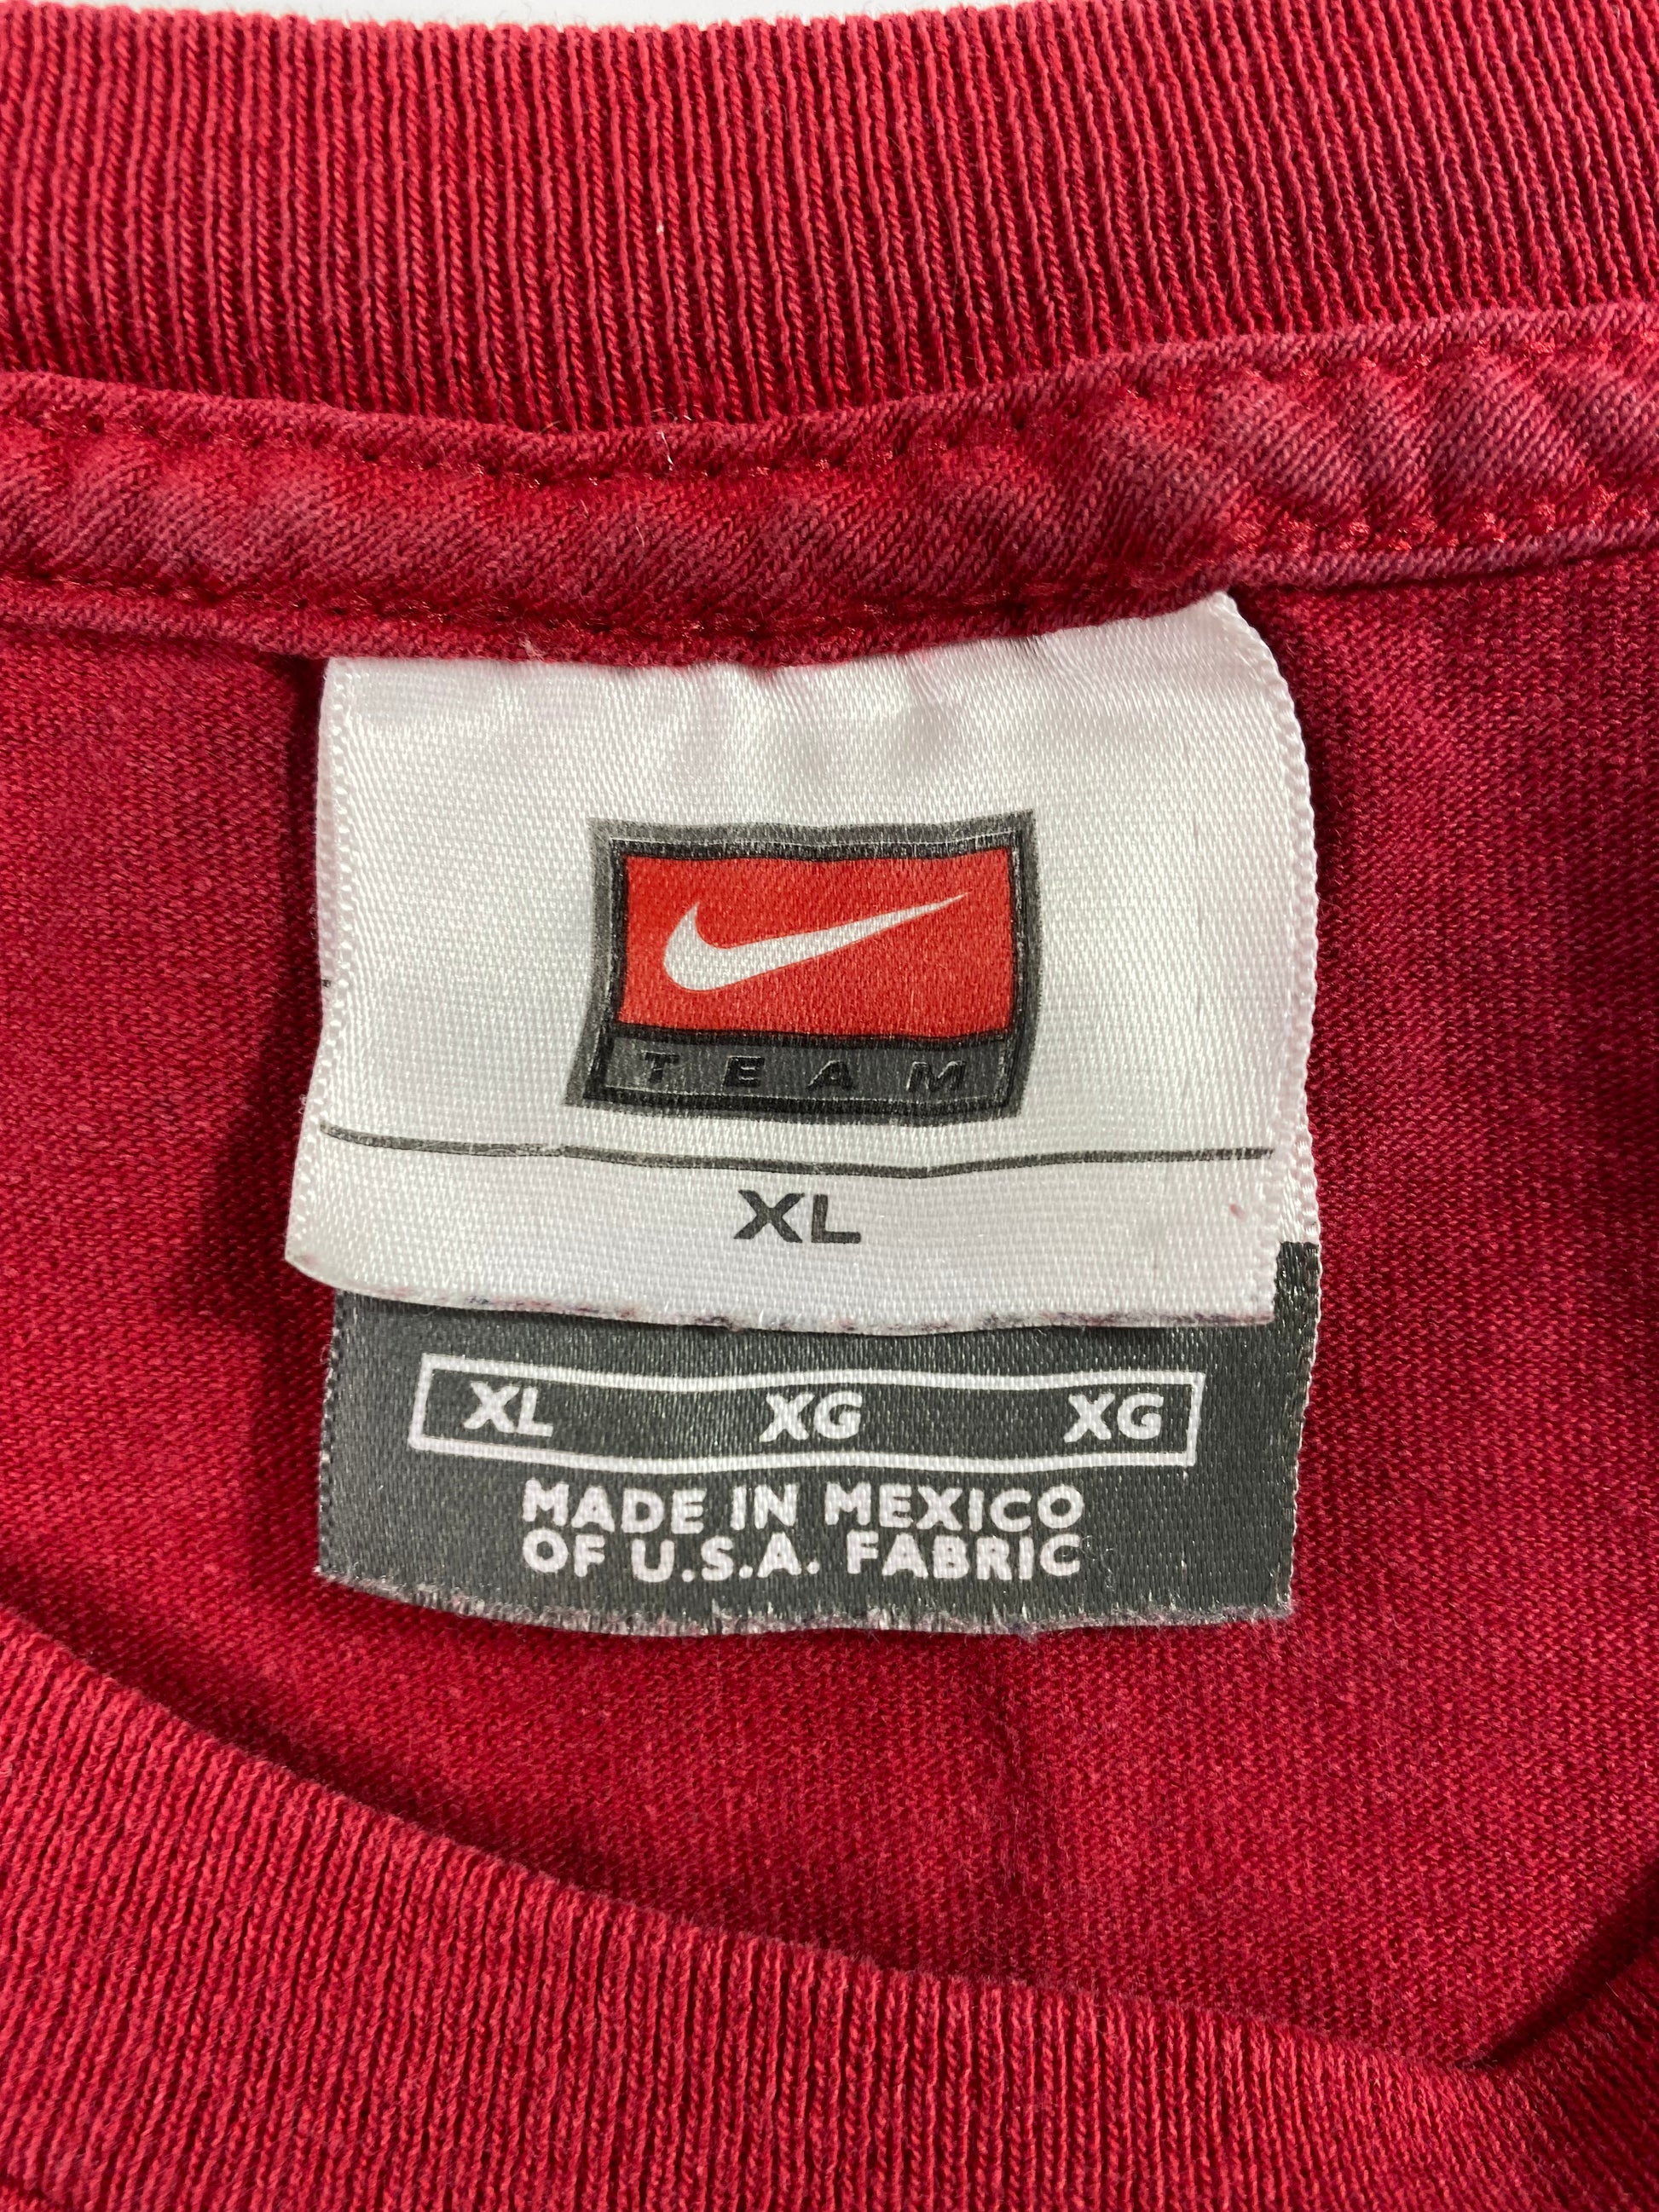 TEAM
XL
XL XG XG
MADE IN MEXICO
OF U.S.A. FABRIC